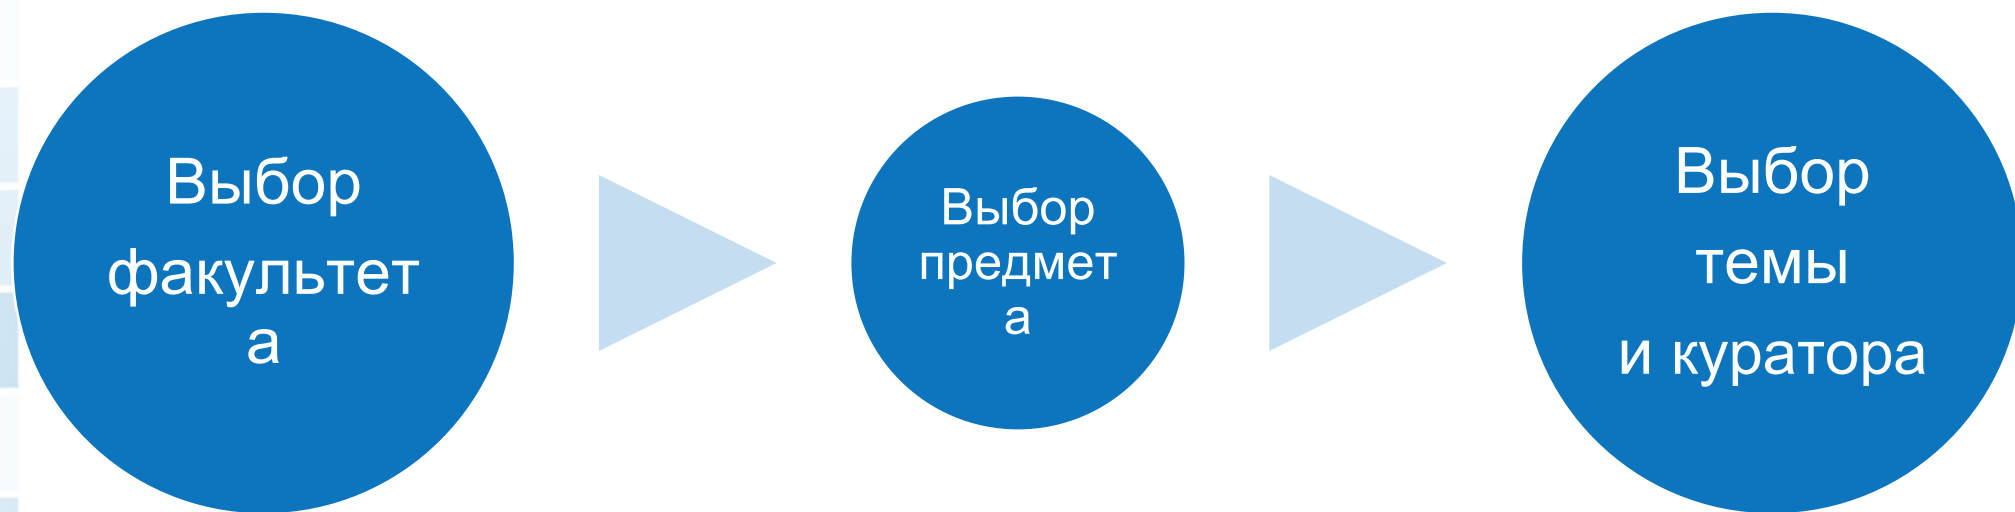 Выбор
факультет
а
Выбор
предмет
а
Выбор
темы
и куратора